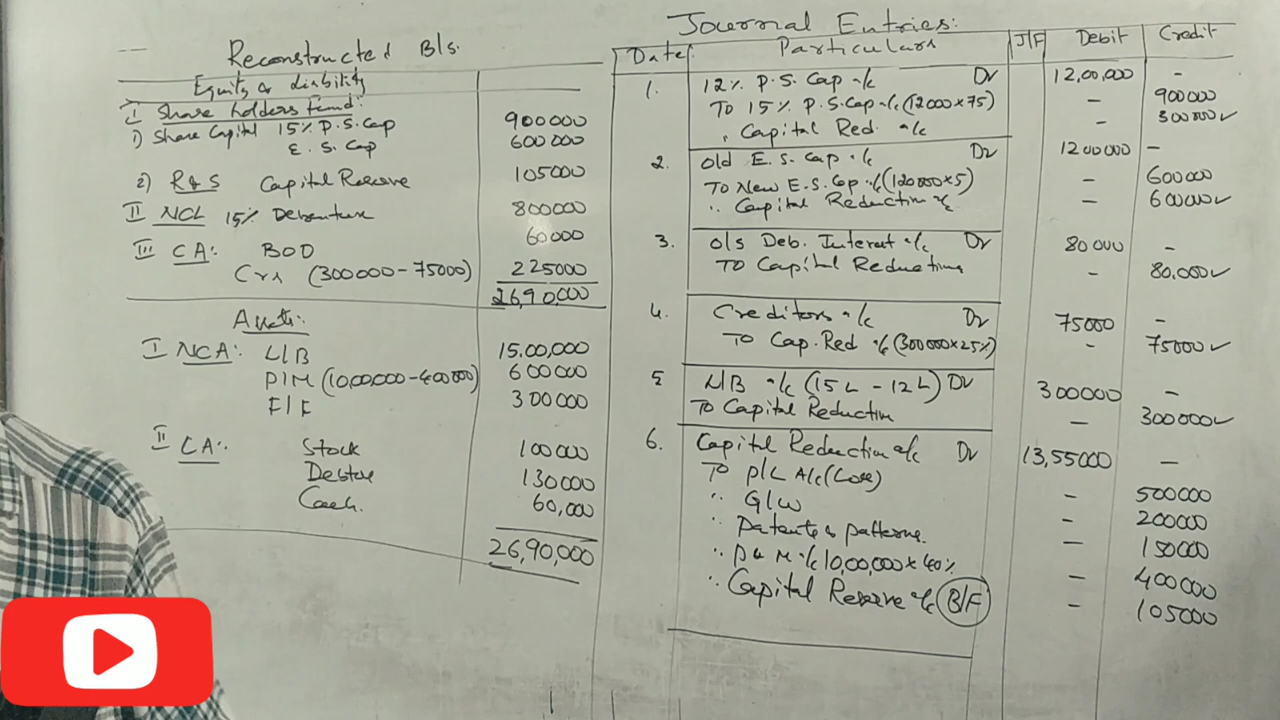 Reconstructed B/s.
Equity & Liability
I Share holders fund:
1) Share Capital 15% P.S.Cap 900000
E.S.Cap 600000
2) R&S Capital Reserve 105000
II NCL 15% Debenture 800000
III CA: BOD 60000
Crs (300000-75000) 225000
26,90,000
Assets:
I NCA: L/B 15,00,000
P/M (10,00,000-400000) 600000
F/F 300000
II CA:. Stock 100000
Debtors 130000
Cash. 60,000
26,90,000
Journal Entries:
Date Particulars J/F Debit Credit
1. 12% P.S.Cap a/c Dr 12,00,000 -
To 15% P.S.Cap a/c (12000×75) - 900000
" Capital Red. a/c - 300000✓
2. Old E.S.Cap a/c Dr 1200000 -
To New E.S.Cap a/c (120000×5) - 600000
" Capital Reduction a/c - 600000✓
3. O/s Deb. Interest a/c Dr 80000 -
To Capital Reduction - 80,000✓
4. Creditors a/c Dr 75000 -
To Cap.Red a/c (300000×25%) - 75000✓
5 L/B a/c (15L - 12L) Dr 300000 -
To Capital Reduction - 300000✓
6. Capital Reduction a/c Dr 13,55000 -
To P/L A/c (Loss) - 500000
" G/w - 200000
" Patents & patterns. - 150000
" P & M a/c 10,00,000×40% - 400000
" Capital Reserve a/c B/F - 105000